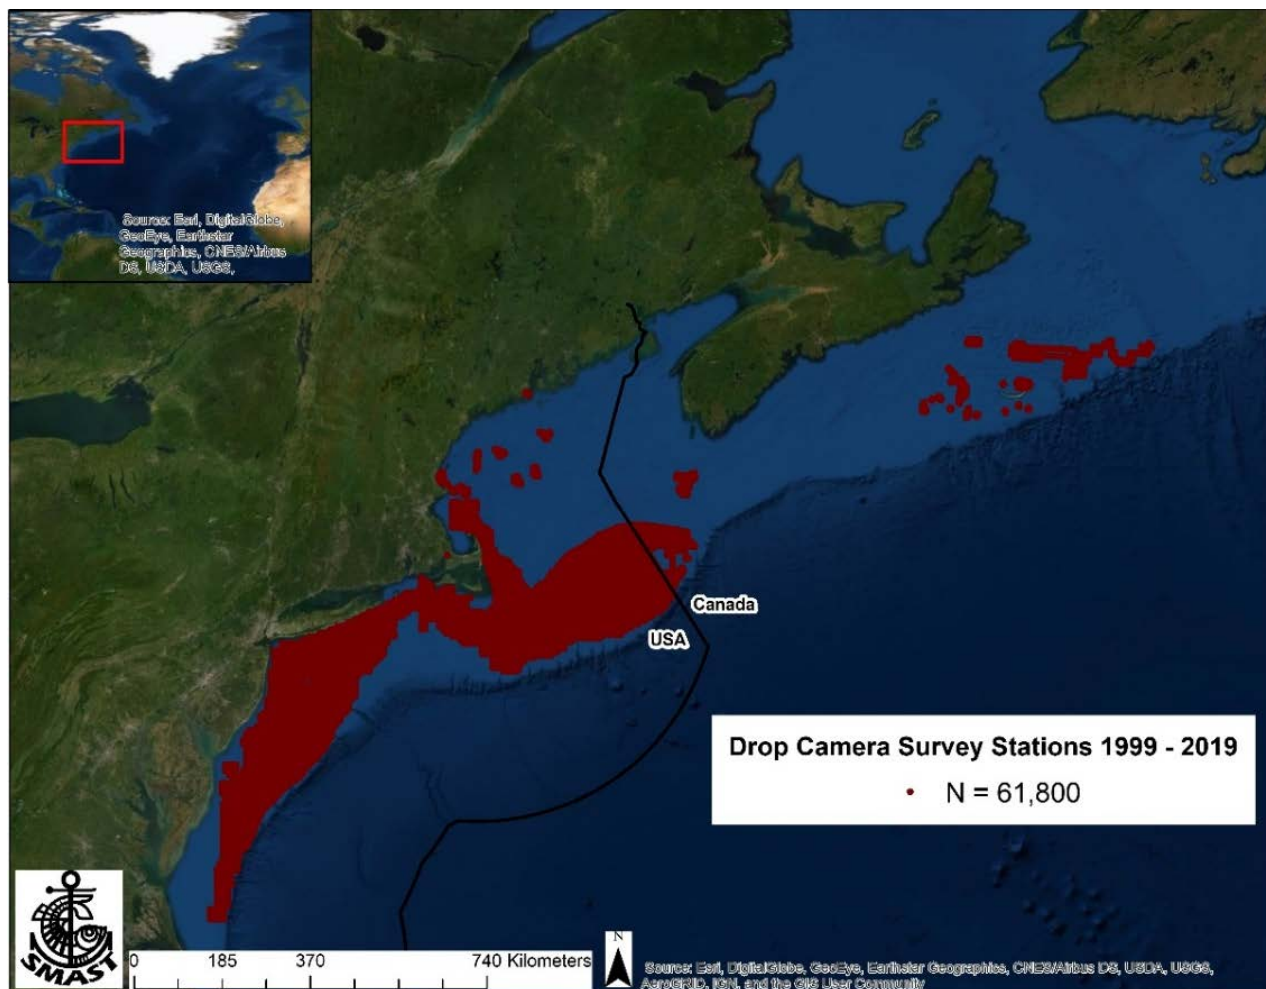 Source: Esri, DigitalGlobe,
GeoEye, Earthstar
Geographics, CNES/Airbus
DS, USDA, USGS,
Canada
USA
Drop Camera Survey Stations 1999 - 2019
N = 61,800
SMAST
0 185 370 740 Kilometers
N
Source: Esri, DigitalGlobe, GeoEye, Earthstar Geographics, CNES/Airbus DS, USDA, USGS,
AeroGRID, IGN, and the GIS User Community